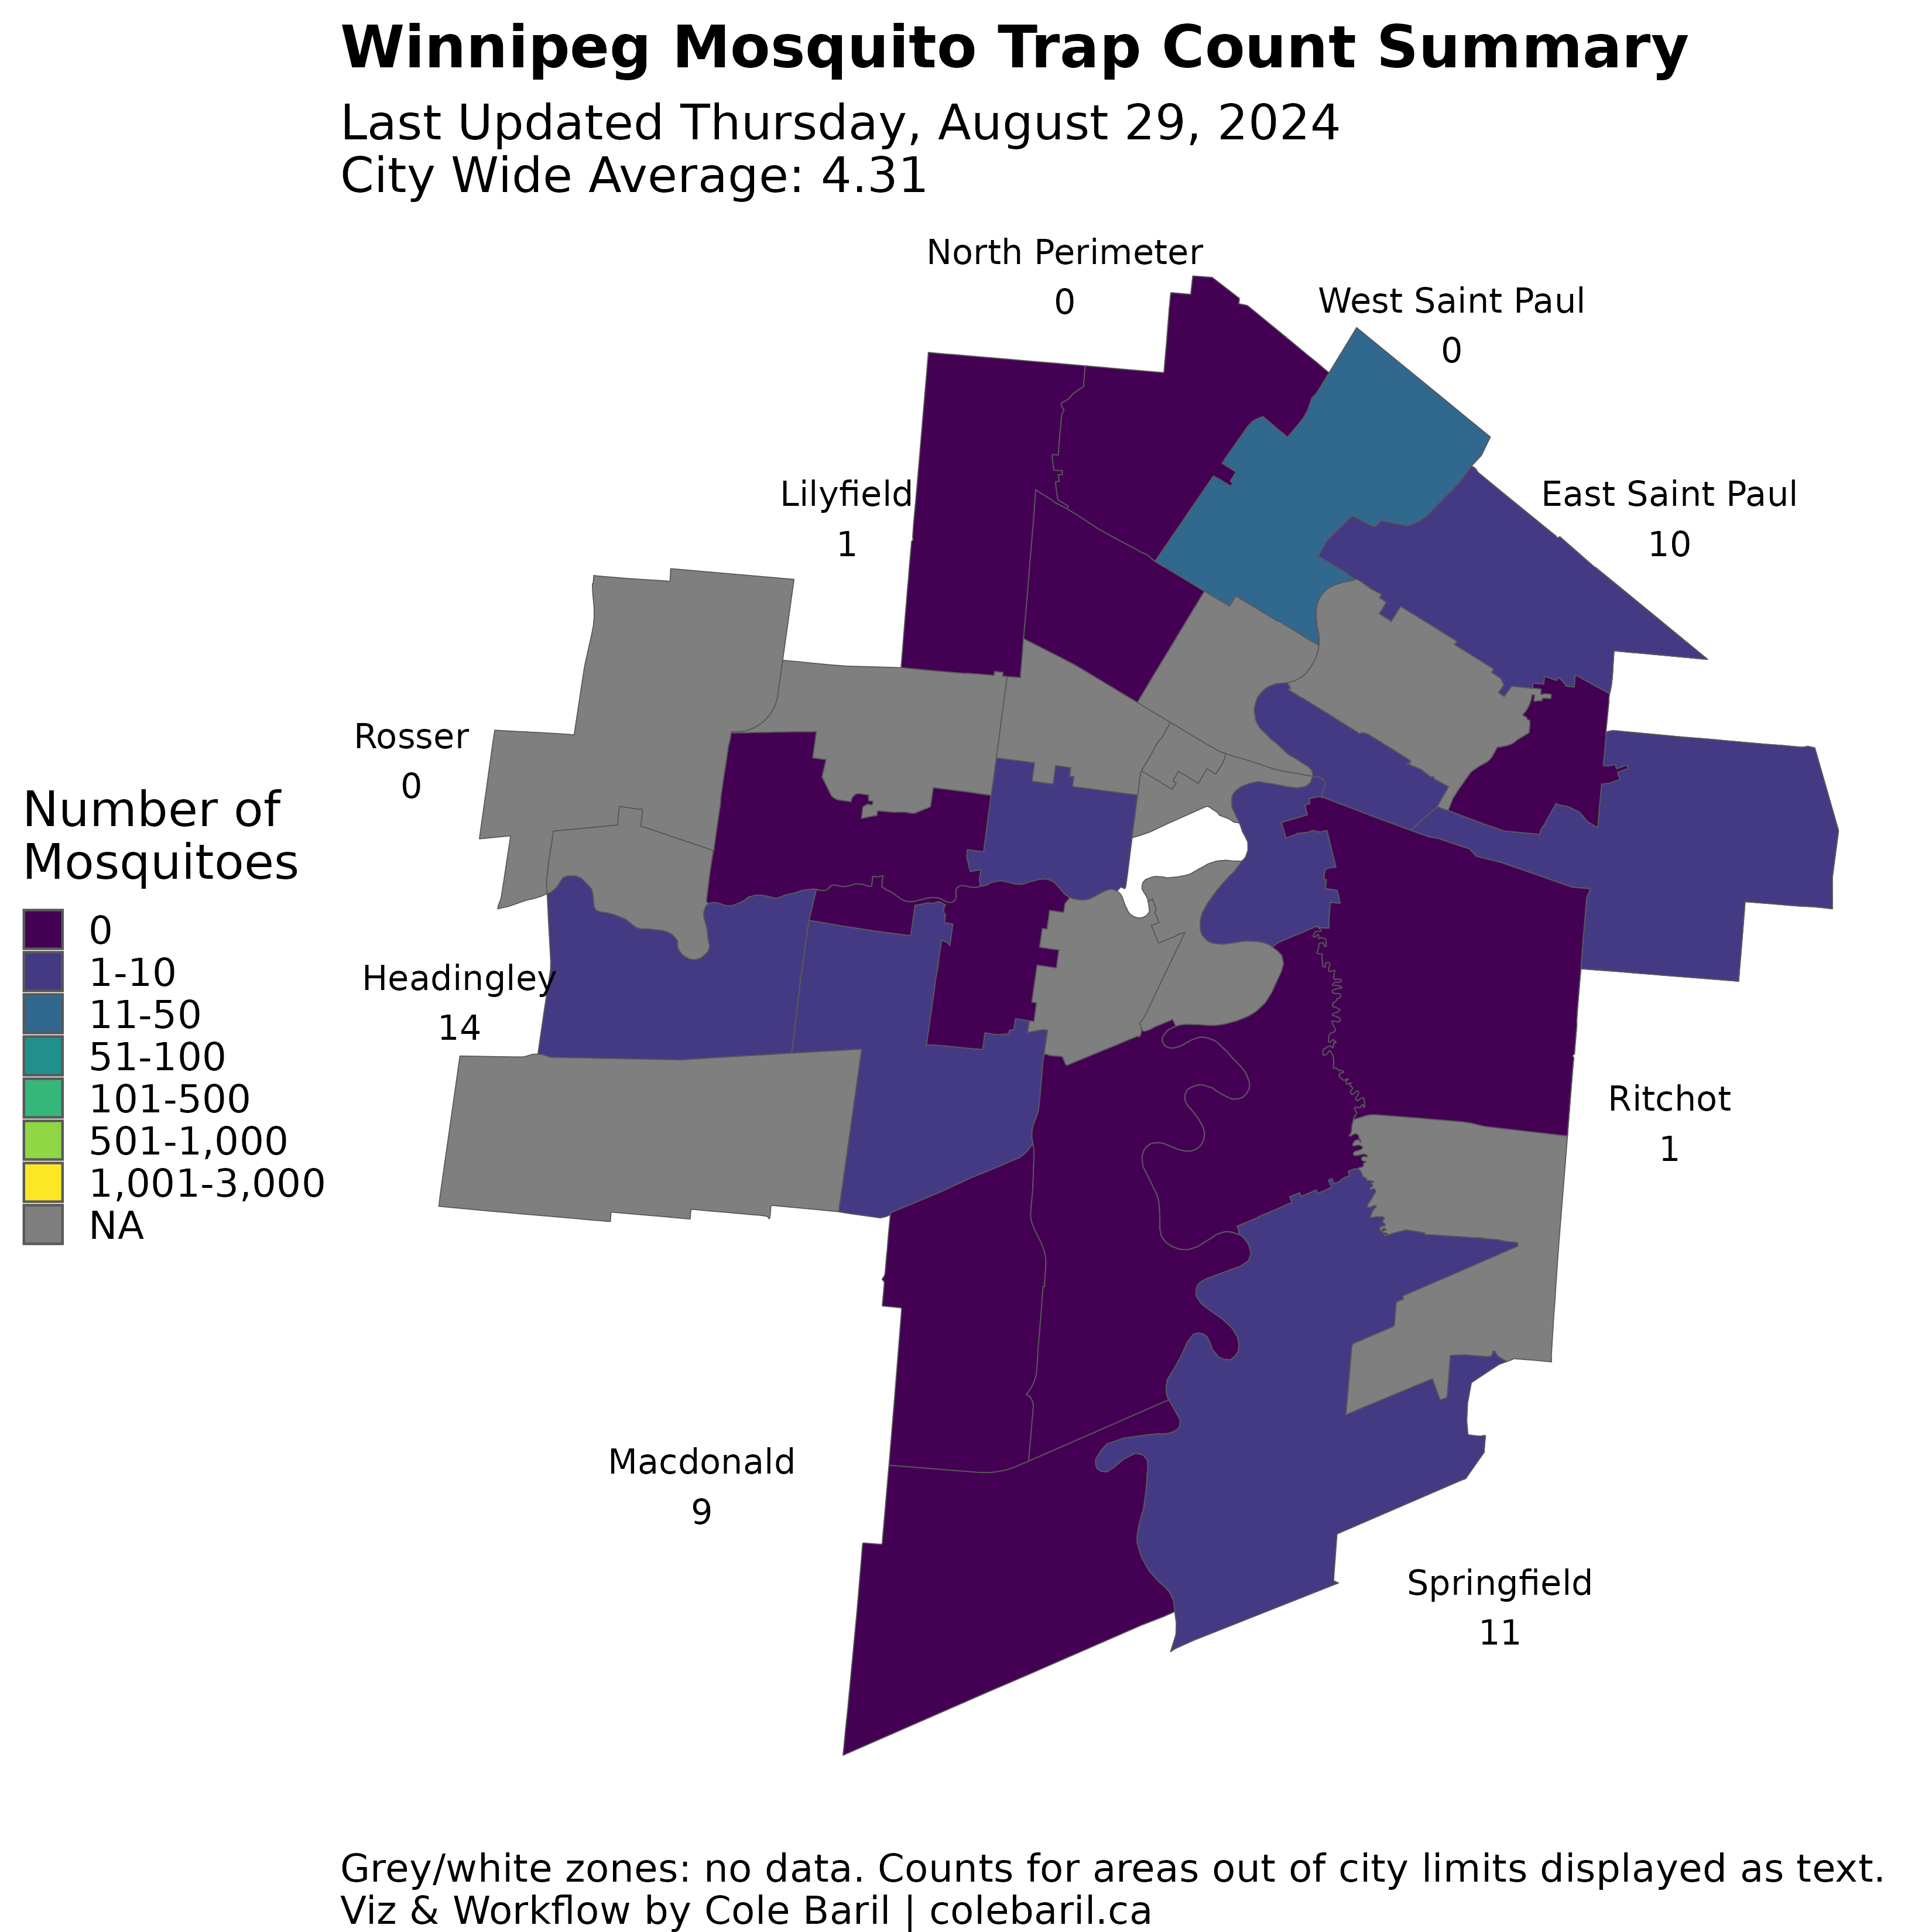 Winnipeg Mosquito Trap Count Summary
Last Updated Thursday, August 29, 2024
City Wide Average: 4.31
North Perimeter
0
West Saint Paul
0
Lilyfield
1
East Saint Paul
10
Rosser
0
Number of
Mosquitoes
0
1-10
11-50
51-100
101-500
501-1,000
1,001-3,000
NA
Headingley
14
Ritchot
1
Macdonald
9
Springfield
11
Grey/white zones: no data. Counts for areas out of city limits displayed as text.
Viz & Workflow by Cole Baril | colebaril.ca